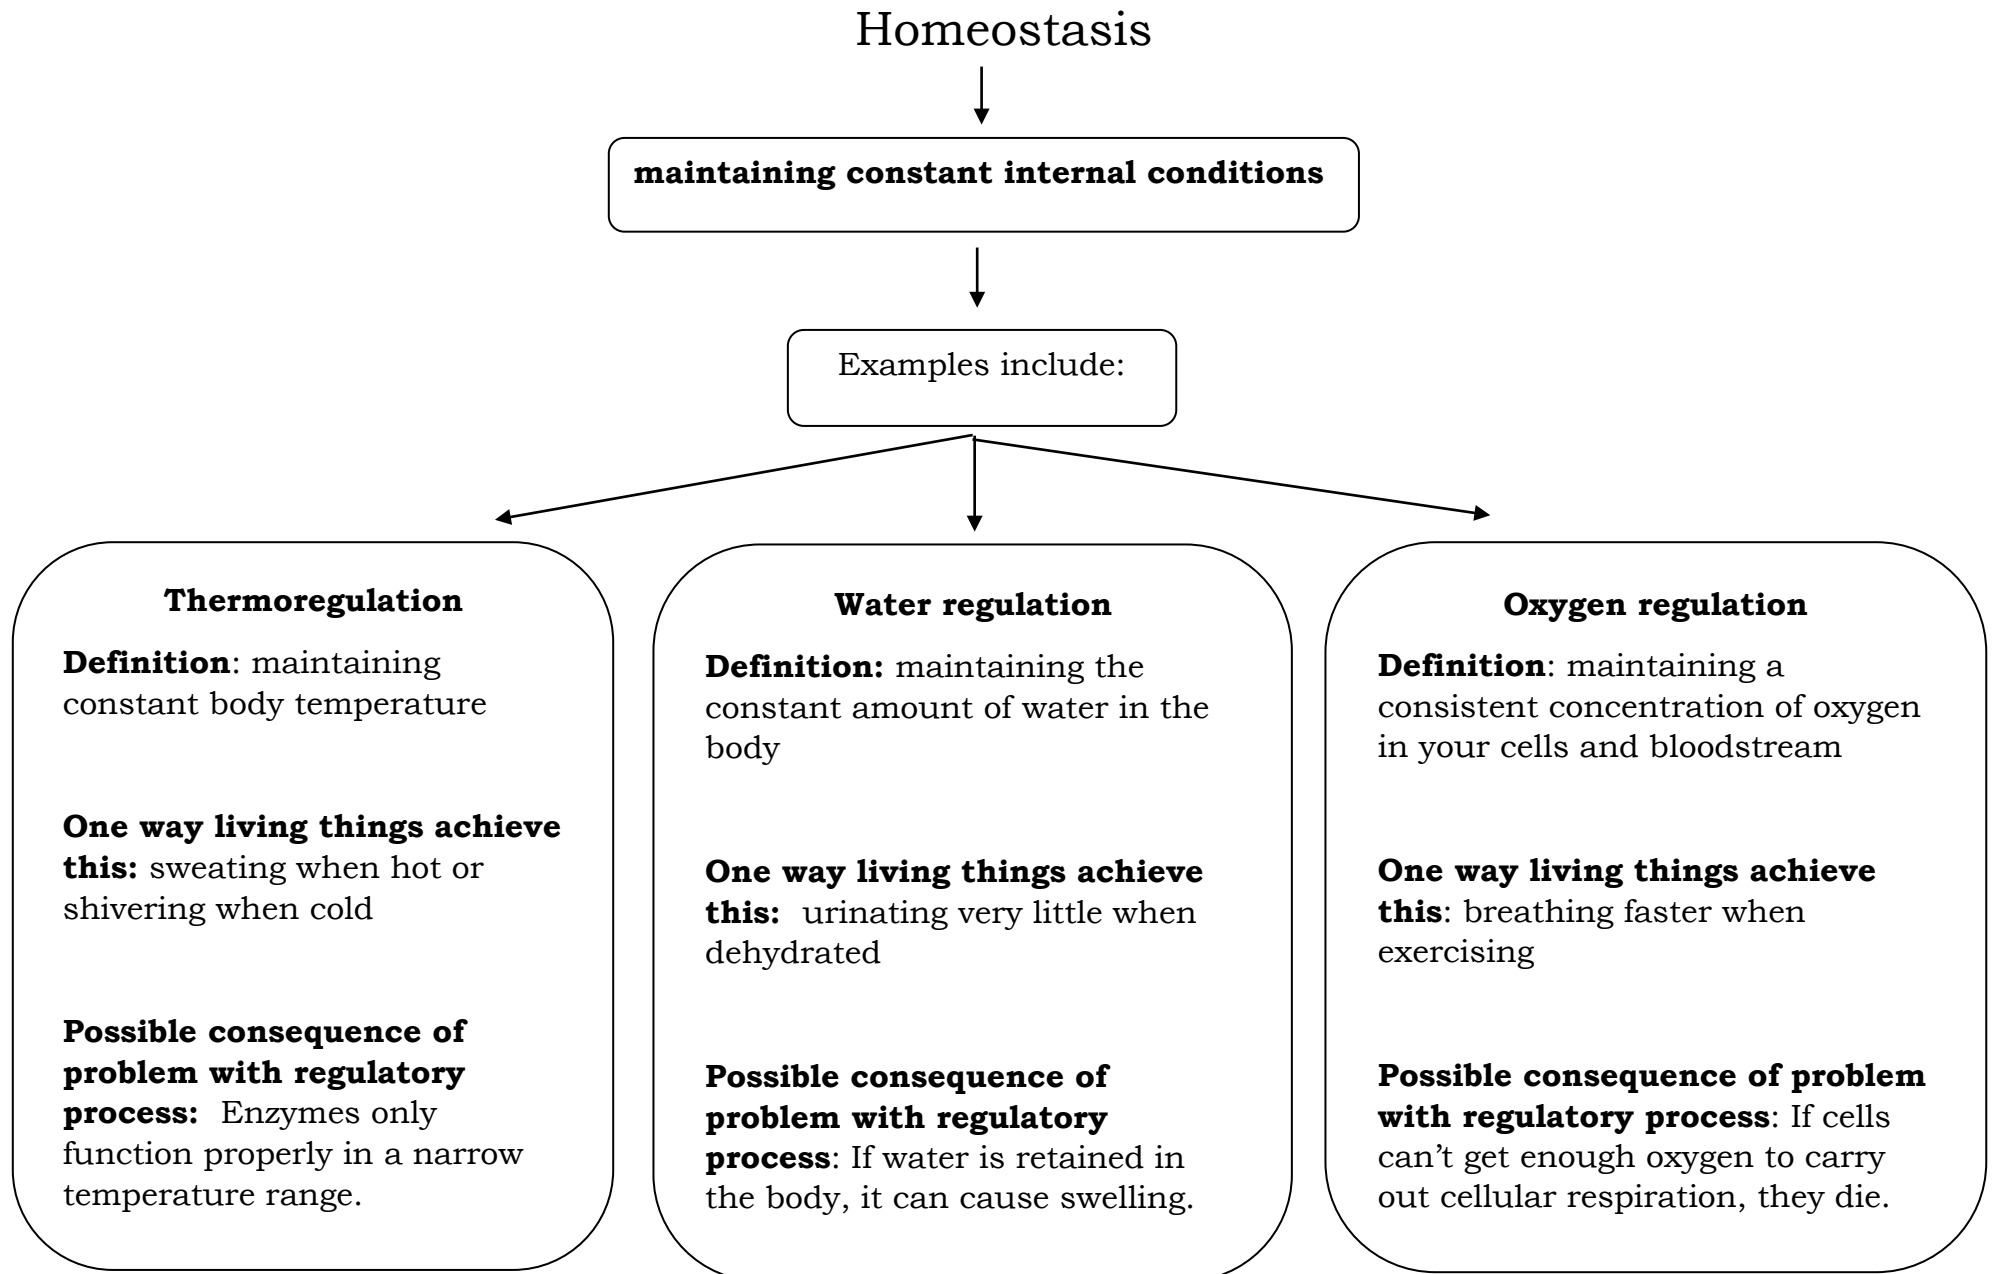 Homeostasis
maintaining constant internal conditions
Examples include:
Thermoregulation
Definition: maintaining
constant body temperature
One way living things achieve
this: sweating when hot or
shivering when cold
Possible consequence of
problem with regulatory
process: Enzymes only
function properly in a narrow
temperature range.
Water regulation
Definition: maintaining the
constant amount of water in the
body
One way living things achieve
this: urinating very little when
dehydrated
Possible consequence of
problem with regulatory
process: If water is retained in
the body, it can cause swelling.
Oxygen regulation
Definition: maintaining a
consistent concentration of oxygen
in your cells and bloodstream
One way living things achieve
this: breathing faster when
exercising
Possible consequence of problem
with regulatory process: If cells
can’t get enough oxygen to carry
out cellular respiration, they die.